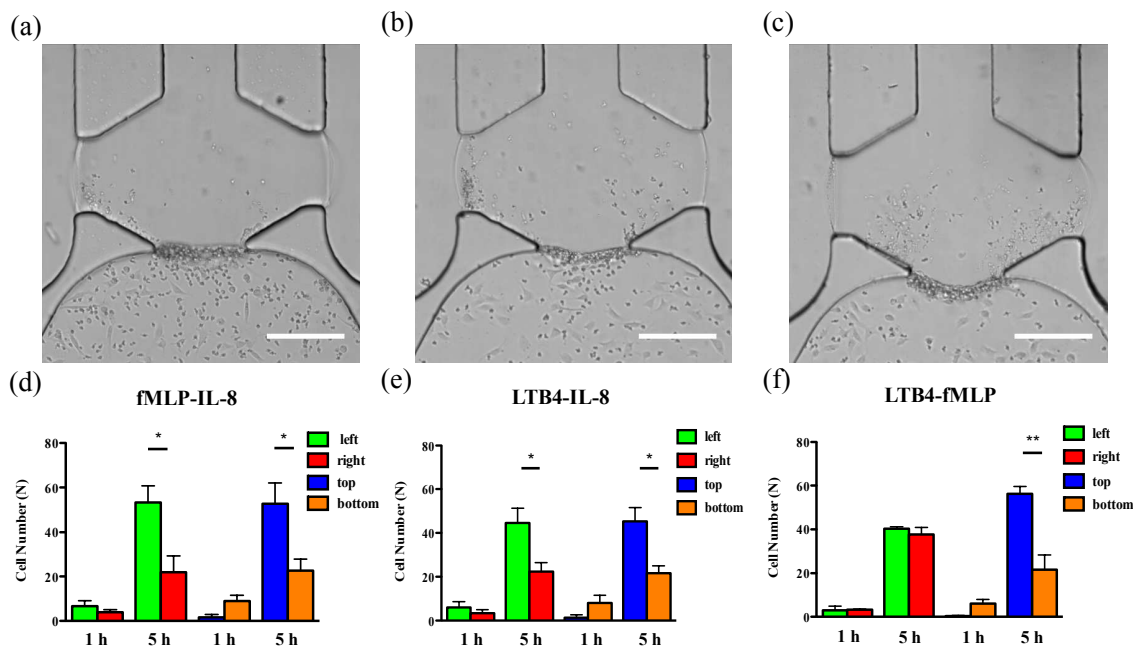 (a)
(b)
(c)
(d)
fMLP-IL-8
Cell Number (N)
80
60
40
20
0
*
*
left
right
top
bottom
1 h
5 h
1 h
5 h
(e)
LTB4-IL-8
Cell Number (N)
80
60
40
20
0
*
*
left
right
top
bottom
1 h
5 h
1 h
5 h
(f)
LTB4-fMLP
Cell Number (N)
80
60
40
20
0
**
left
right
top
bottom
1 h
5 h
1 h
5 h